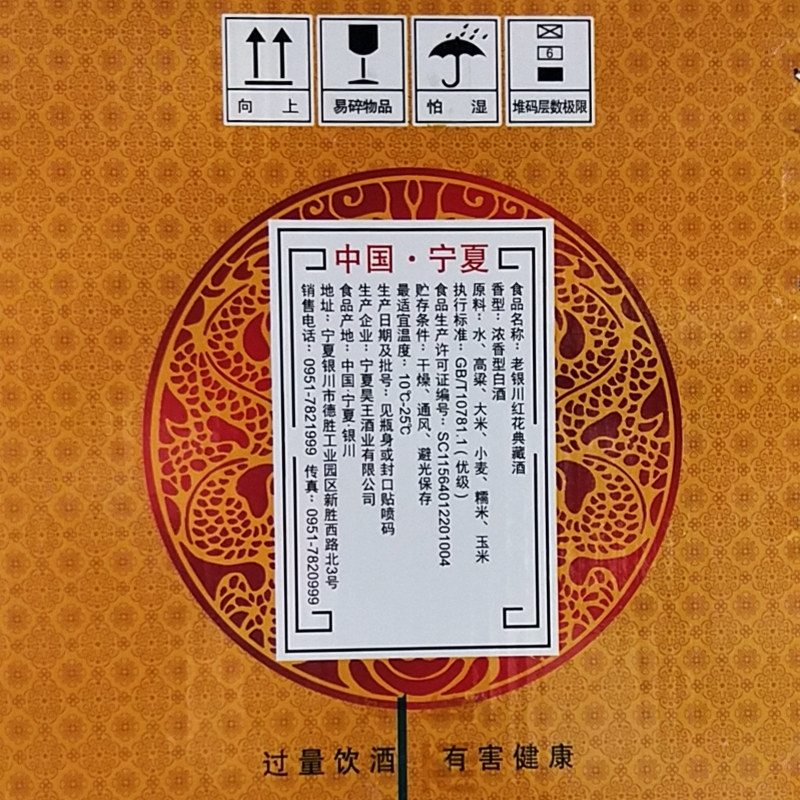 向 上
易碎物品
怕 湿
6
堆码层数极限
中国·宁夏
食品名称：老银川红花典藏酒
香型：浓香型白酒
原料：水、高粱、大米、小麦、糯米、玉米
执行标准：GB/T10781.1（优级）
食品生产许可证编号：SC11564012201004
贮存条件：干燥、通风、避光保存
最适宜温度：10℃-25℃
生产日期及批号：见瓶身或封口贴喷码
生产企业：宁夏昊王酒业有限公司
食品产地：中国·宁夏·银川
地址：宁夏银川市德胜工业园区新胜西路北3号
销售电话：0951-7821999 传真：0951-7820999
过量饮酒 有害健康